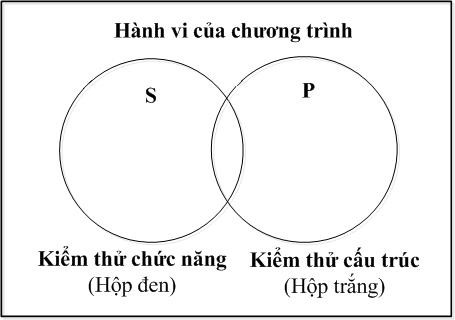 Hành vi của chương trình
S
P
Kiểm thử chức năng
(Hộp đen)
Kiểm thử cấu trúc
(Hộp trắng)